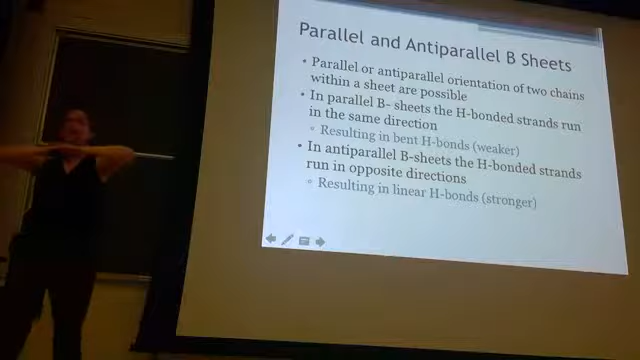 Parallel and Antiparallel B Sheets
• Parallel or antiparallel orientation of two chains
within a sheet are possible
• In parallel B- sheets the H-bonded strands run
in the same direction
▫ Resulting in bent H-bonds (weaker)
• In antiparallel B-sheets the H-bonded strands
run in opposite directions
▫ Resulting in linear H-bonds (stronger)